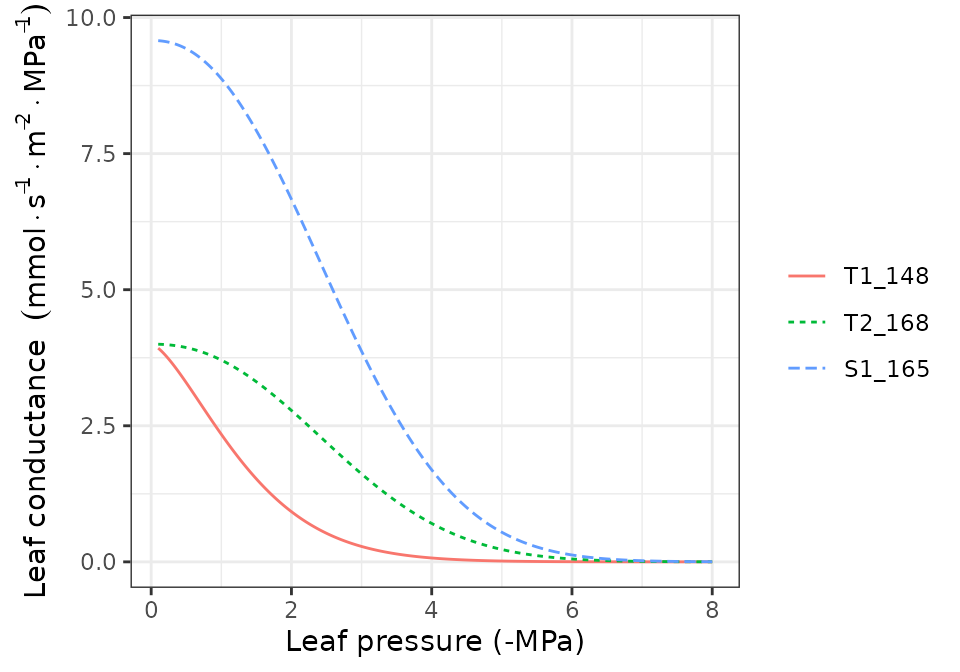 Leaf conductance (mmol · s⁻¹ · m⁻² · MPa⁻¹)
10.0
7.5
5.0
2.5
0.0
0 2 4 6 8
Leaf pressure (-MPa)
T1_148
T2_168
S1_165